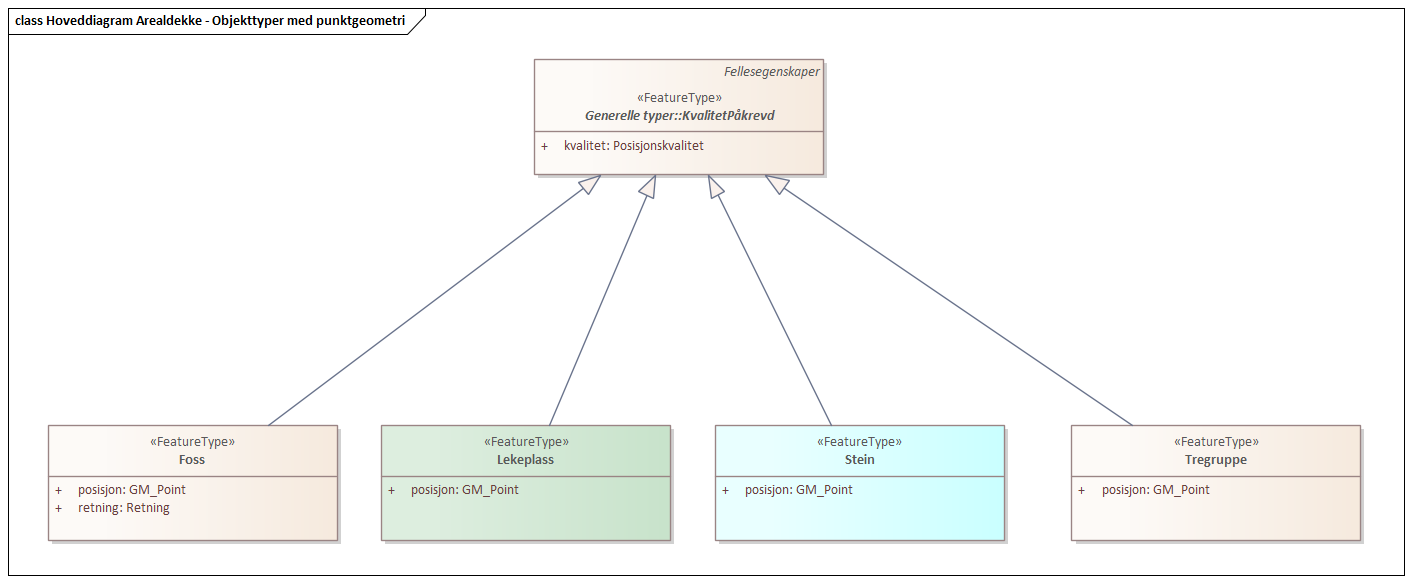 class Hoveddiagram Arealdekke - Objekttyper med punktgeometri
Fellesegenskaper
«FeatureType»
Generelle typer::KvalitetPåkrevd
+ kvalitet: Posisjonskvalitet
«FeatureType»
Foss
+ posisjon: GM_Point
+ retning: Retning
«FeatureType»
Lekeplass
+ posisjon: GM_Point
«FeatureType»
Stein
+ posisjon: GM_Point
«FeatureType»
Tregruppe
+ posisjon: GM_Point